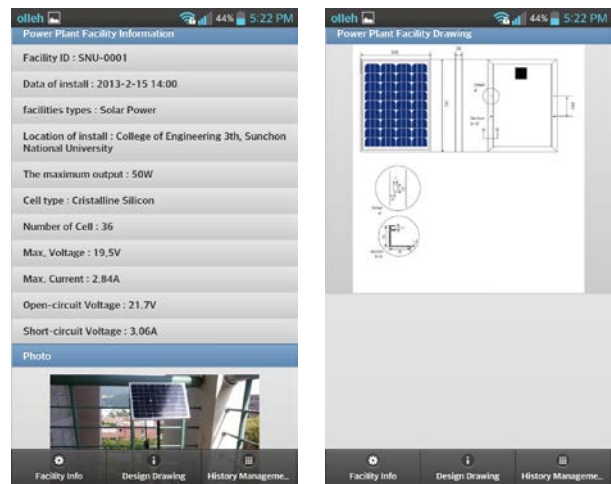 olleh 44% 5:22 PM
Power Plant Facility Information
Facility ID : SNU-0001
Data of install : 2013-2-15 14:00
facilities types : Solar Power
Location of install : College of Engineering 3th, Sunchon
National University
The maximum output : 50W
Cell type : Cristalline Silicon
Number of Cell : 36
Max, Voltage : 19,5V
Max. Current : 2.84A
Open-circuit Voltage : 21.7V
Short-circuit Voltage : 3,06A
Photo
Facility Info Design Drawing History Manageme...
olleh 44% 5:22 PM
Power Plant Facility Drawing
Facility Info Design Drawing History Manageme...